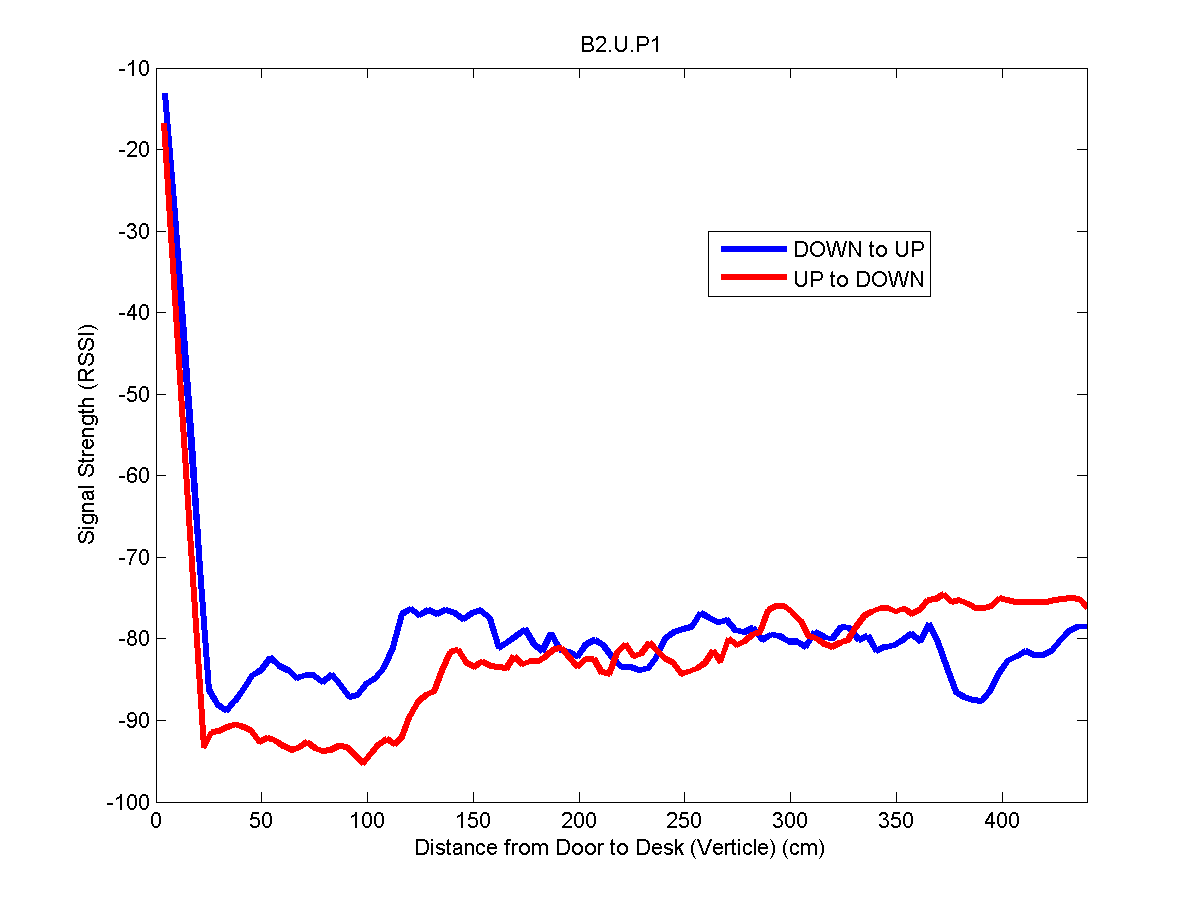 B2.U.P1
-10
-20
-30
-40
-50
-60
-70
-80
-90
-100
Signal Strength (RSSI)
DOWN to UP
UP to DOWN
0 50 100 150 200 250 300 350 400
Distance from Door to Desk (Verticle) (cm)